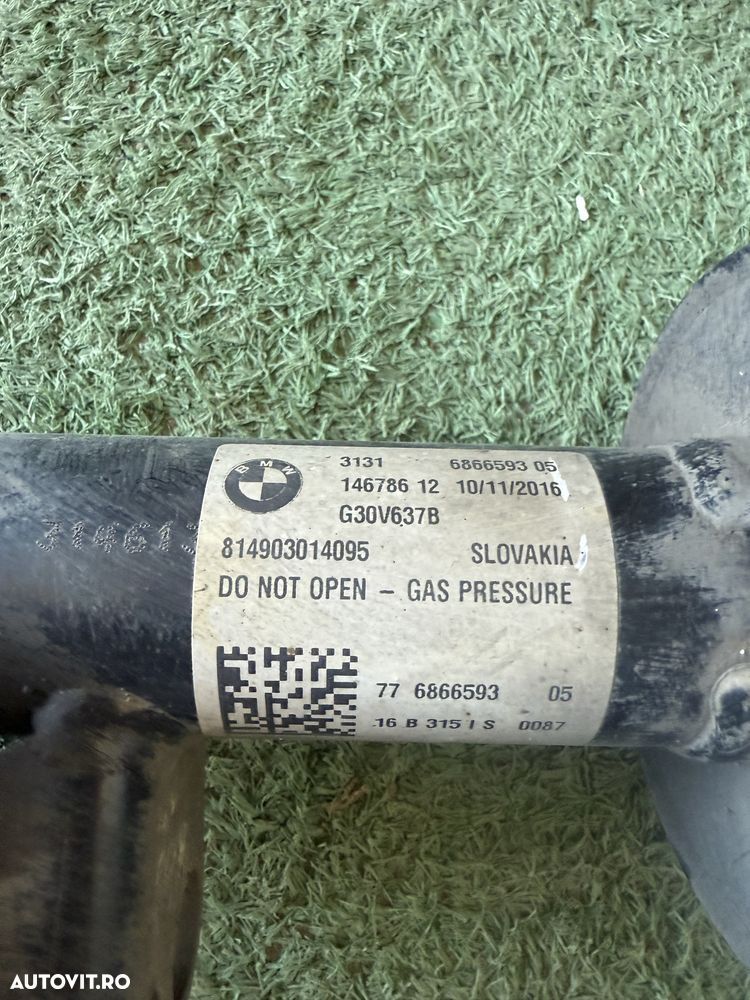 BMW
3131 6866593 05
146786 12 10/11/2016
G30V637B
814903014095 SLOVAKIA
DO NOT OPEN - GAS PRESSURE
77 6866593 05
16 B 315 I S 0087
314613
AUTOVIT.RO